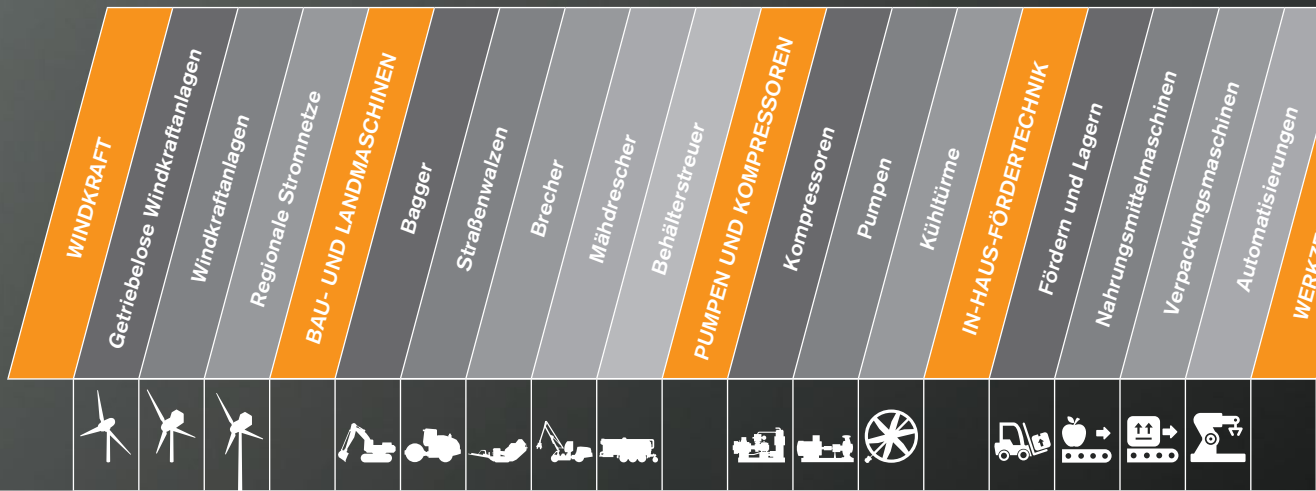 WINDKRAFT
Getriebelose Windkraftanlagen
Windkraftanlagen
Regionale Stromnetze
BAU- UND LANDMASCHINEN
Bagger
Straßenwalzen
Brecher
Mähdrescher
Behälterstreuer
PUMPEN UND KOMPRESSOREN
Kompressoren
Pumpen
Kühltürme
IN-HAUS-FÖRDERTECHNIK
Fördern und Lagern
Nahrungsmittelmaschinen
Verpackungsmaschinen
Automatisierungen